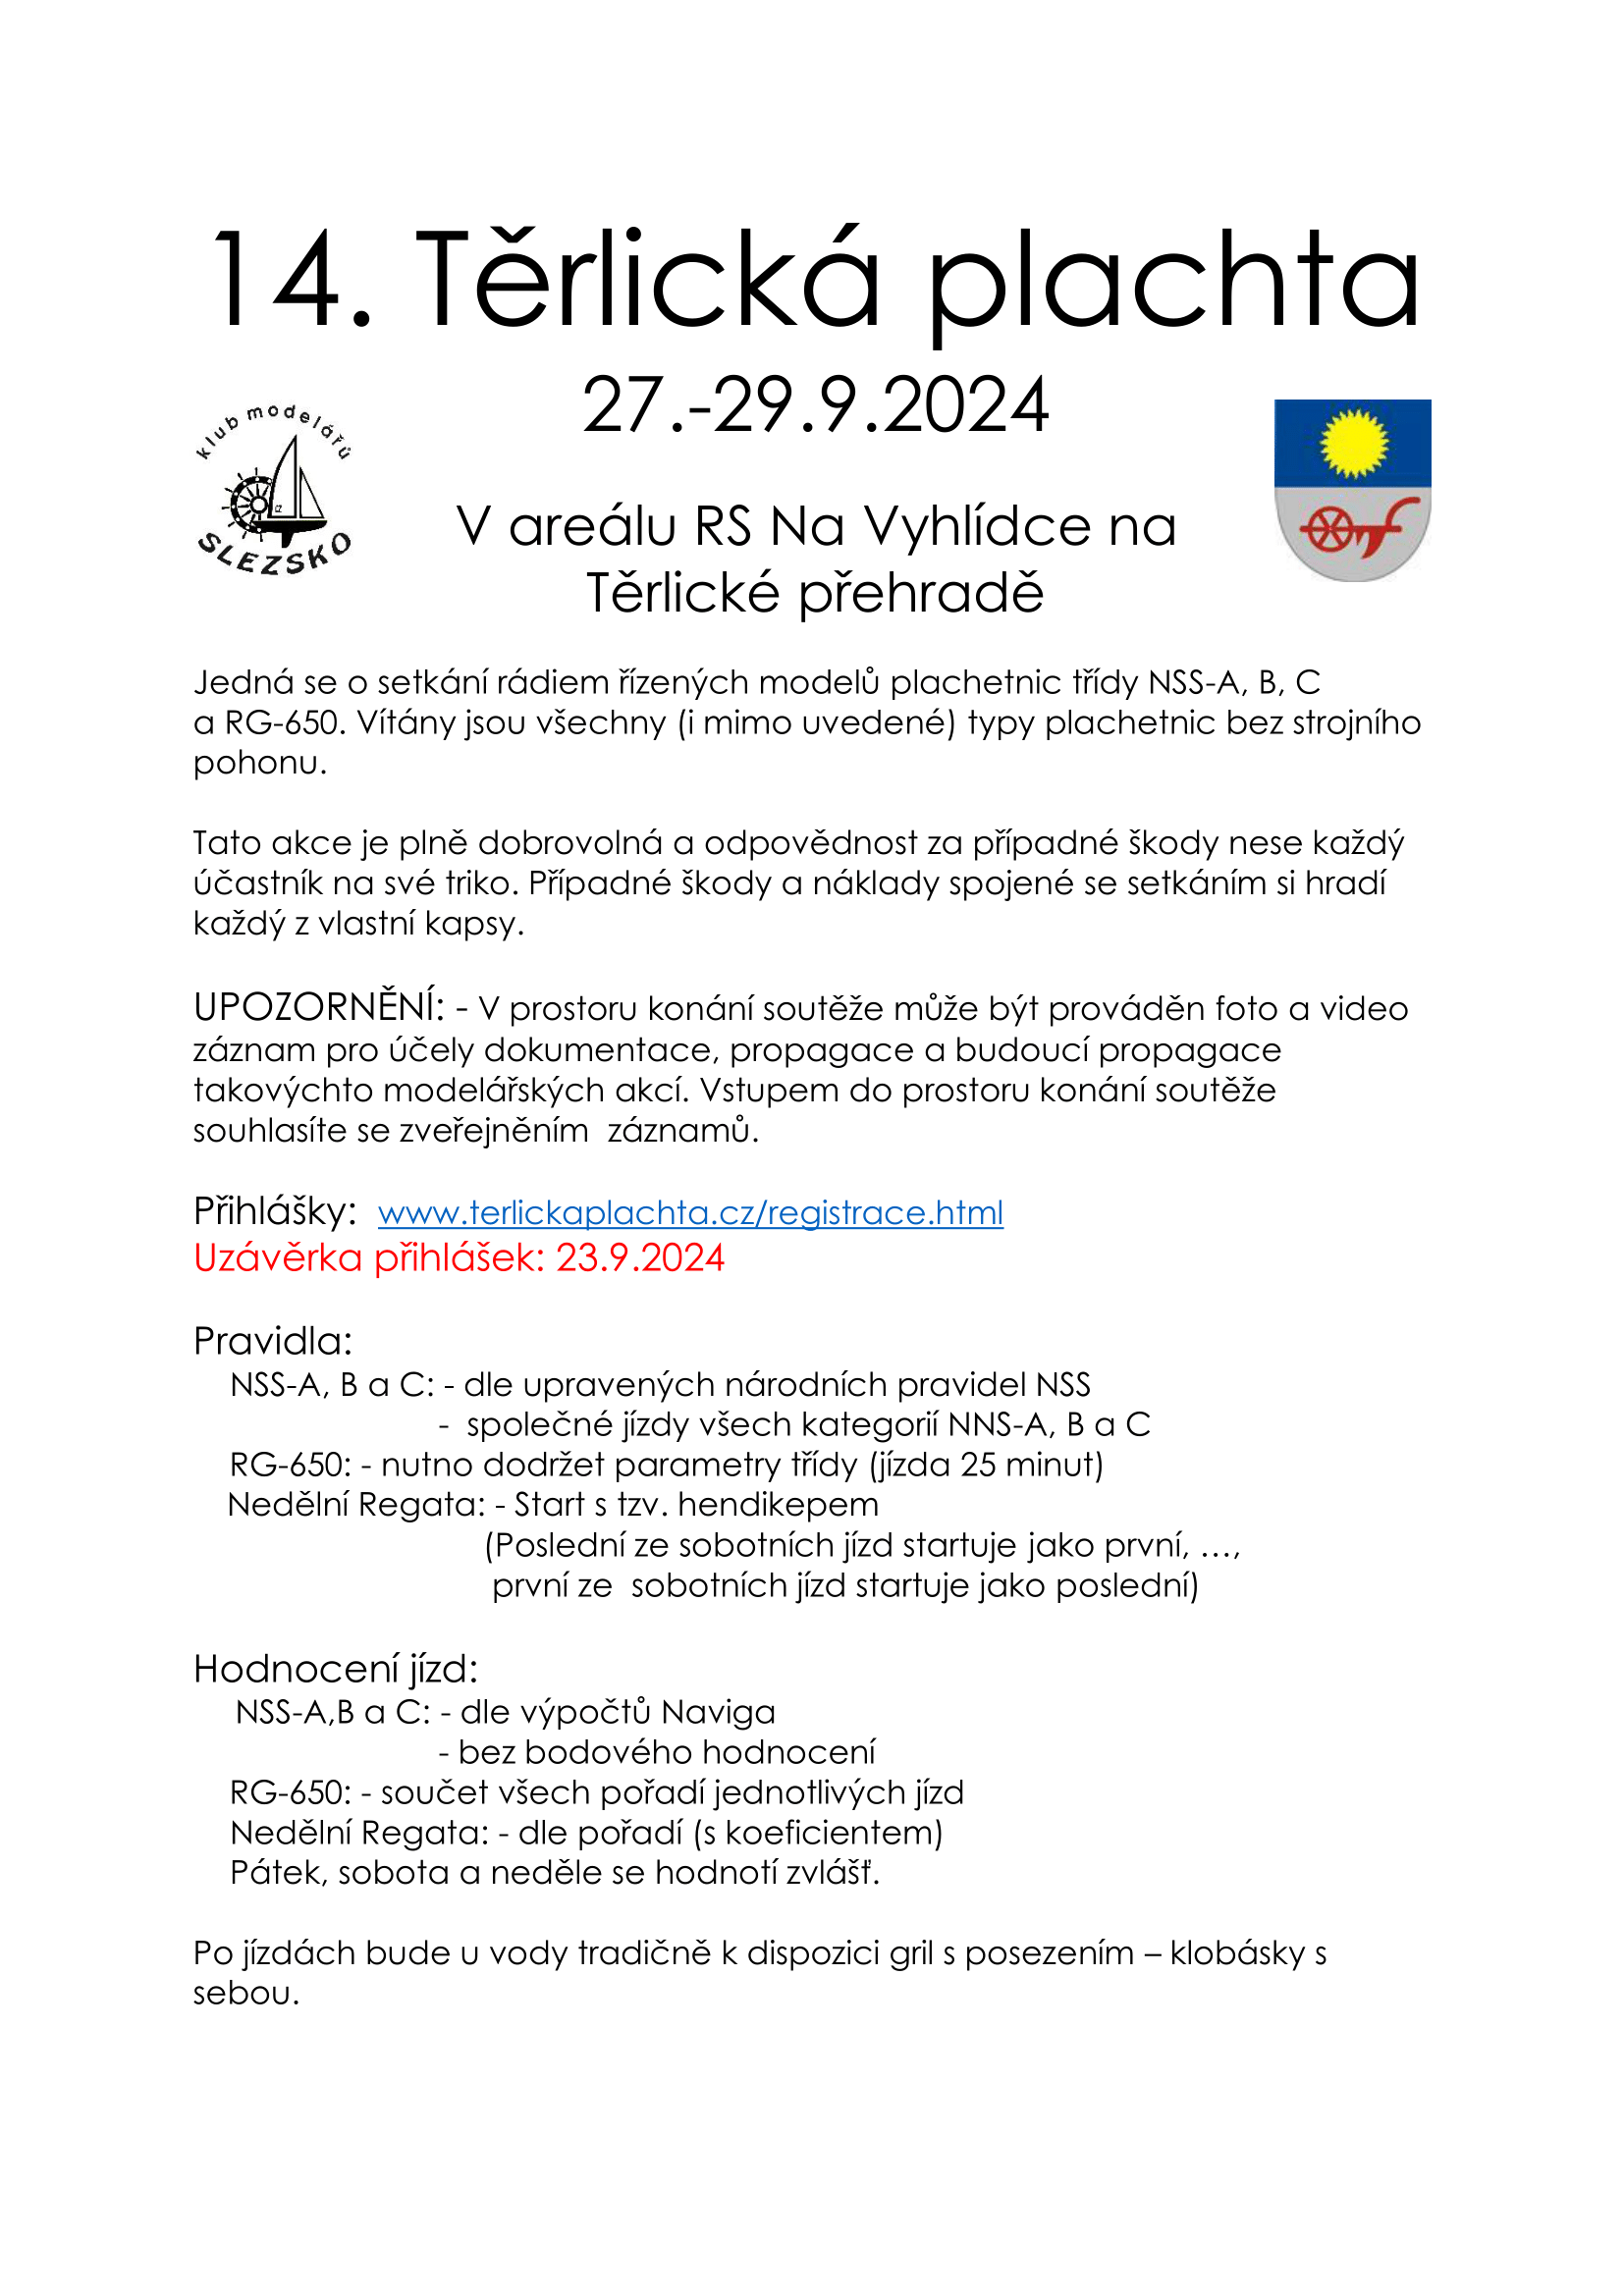 14. Těrlická plachta
27.-29.9.2024
klub modelářů
CZ
SLEZSKO
V areálu RS Na Vyhlídce na
Těrlické přehradě
Jedná se o setkání rádiem řízených modelů plachetnic třídy NSS-A, B, C
a RG-650. Vítány jsou všechny (i mimo uvedené) typy plachetnic bez strojního
pohonu.
Tato akce je plně dobrovolná a odpovědnost za případné škody nese každý
účastník na své triko. Případné škody a náklady spojené se setkáním si hradí
každý z vlastní kapsy.
UPOZORNĚNÍ: - V prostoru konání soutěže může být prováděn foto a video
záznam pro účely dokumentace, propagace a budoucí propagace
takovýchto modelářských akcí. Vstupem do prostoru konání soutěže
souhlasíte se zveřejněním  záznamů.
Přihlášky:  www.terlickaplachta.cz/registrace.html
Uzávěrka přihlášek: 23.9.2024
Pravidla:
NSS-A, B a C: - dle upravených národních pravidel NSS
-  společné jízdy všech kategorií NNS-A, B a C
RG-650: - nutno dodržet parametry třídy (jízda 25 minut)
Nedělní Regata: - Start s tzv. hendikepem
(Poslední ze sobotních jízd startuje jako první, …,
první ze  sobotních jízd startuje jako poslední)
Hodnocení jízd:
NSS-A,B a C: - dle výpočtů Naviga
- bez bodového hodnocení
RG-650: - součet všech pořadí jednotlivých jízd
Nedělní Regata: - dle pořadí (s koeficientem)
Pátek, sobota a neděle se hodnotí zvlášť.
Po jízdách bude u vody tradičně k dispozici gril s posezením – klobásky s
sebou.